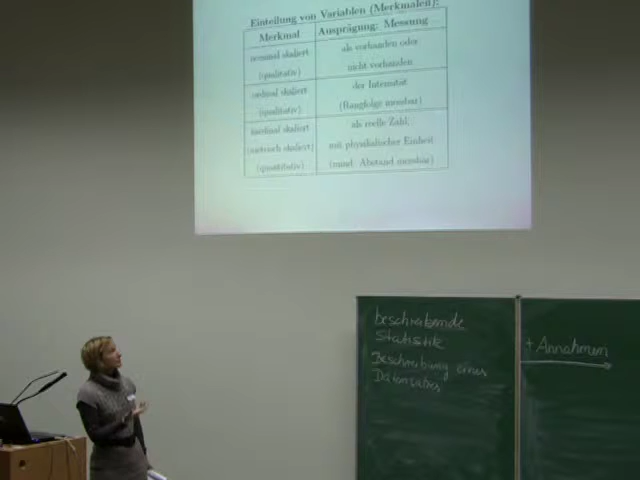 Einteilung von Variablen (Merkmalen):
Merkmal
Ausprägung: Messung
nominal skaliert
(qualitativ)
als vorhanden oder
nicht vorhanden
ordinal skaliert
(qualitativ)
der Intensität
(Rangfolge messbar)
kardinal skaliert
(metrisch skaliert)
(quantitativ)
als reelle Zahl;
mit physikalischer Einheit
(mind. Abstand messbar)
beschreibende
Statistik
Beschreibung eines
Datensatzes
+ Annahmen